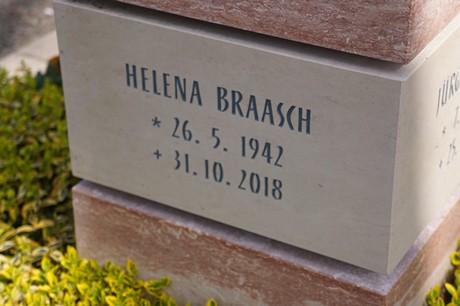 HELENA BRAASCH
* 26. 5. 1942
+ 31. 10. 2018